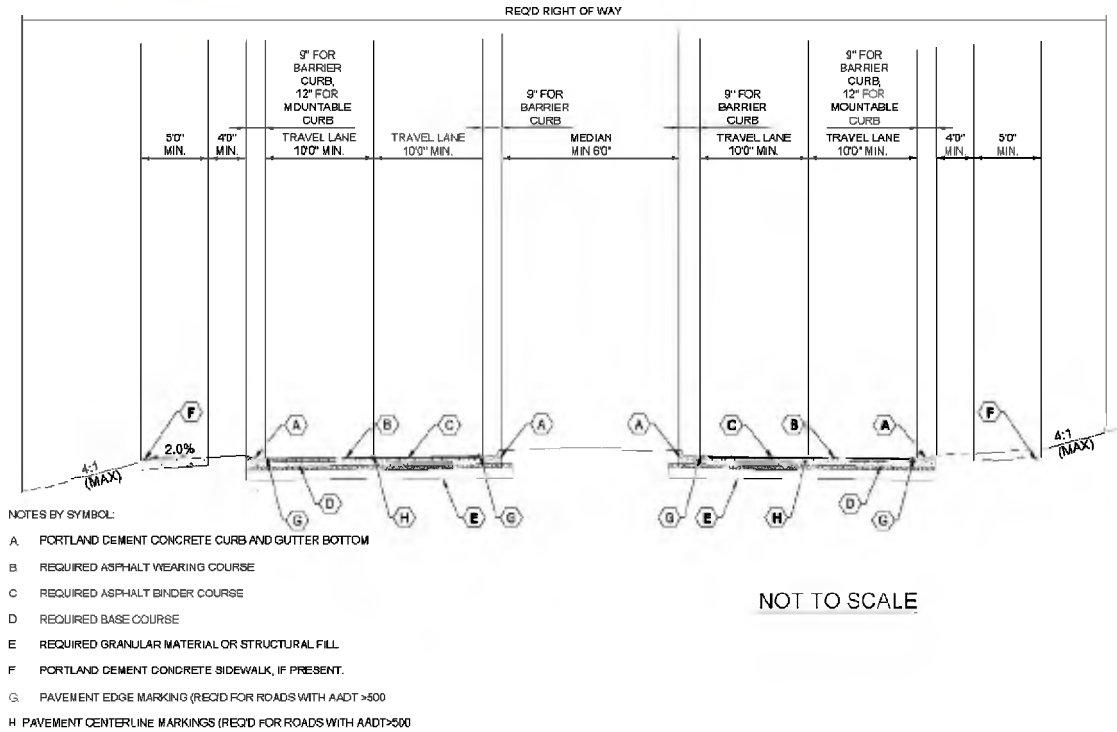 REQ'D RIGHT OF WAY
9" FOR
BARRIER
CURB,
12" FOR
MOUNTABLE
CURB
9" FOR
BARRIER
CURB
9" FOR
BARRIER
CURB
9" FOR
BARRIER
CURB,
12" FOR
MOUNTABLE
CURB
5'0"
MIN.
4'0"
MIN.
TRAVEL LANE
10'0" MIN.
TRAVEL LANE
10'0" MIN.
MEDIAN
MIN 6'0"
TRAVEL LANE
10'0" MIN.
TRAVEL LANE
10'0" MIN.
4'0"
MIN.
5'0"
MIN.
F
A
B
C
A
A
C
B
A
F
2.0%
4:1
(MAX)
4:1
(MAX)
G
D
H
E
G
G
E
H
D
G
NOTES BY SYMBOL:
A PORTLAND CEMENT CONCRETE CURB AND GUTTER BOTTOM
B REQUIRED ASPHALT WEARING COURSE
C REQUIRED ASPHALT BINDER COURSE
D REQUIRED BASE COURSE
E REQUIRED GRANULAR MATERIAL OR STRUCTURAL FILL
F PORTLAND CEMENT CONCRETE SIDEWALK, IF PRESENT.
G PAVEMENT EDGE MARKING (REQ'D FOR ROADS WITH AADT >500
H PAVEMENT CENTERLINE MARKINGS (REQ'D FOR ROADS WITH AADT>500
NOT TO SCALE